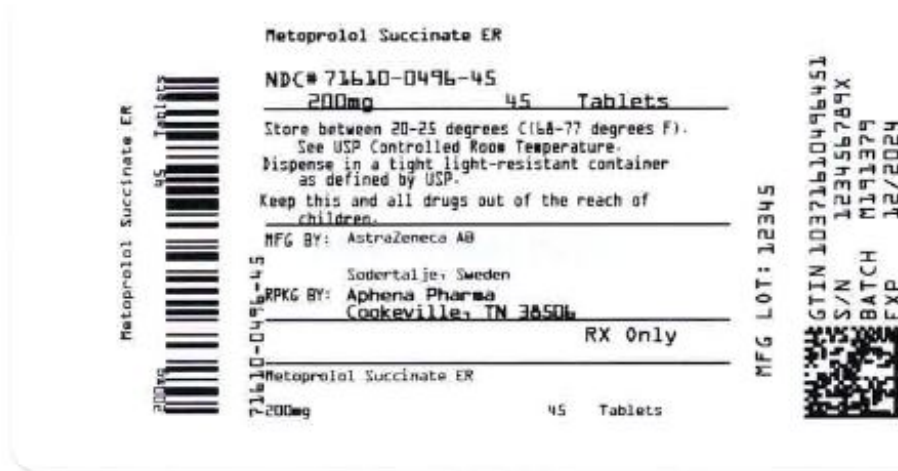 Metoprolol Succinate ER
NDC# 71610-0496-45
200mg 45 Tablets
Store between 20-25 degrees C(68-77 degrees F).
See USP Controlled Room Temperature.
Dispense in a tight light-resistant container
as defined by USP.
Keep this and all drugs out of the reach of
children.
MFG BY: AstraZeneca AB
Sodertalje, Sweden
RPKG BY: Aphena Pharma
Cookeville, TN 38506
RX Only
Metoprolol Succinate ER
200mg 45 Tablets
Metoprolol Succinate ER
200mg 45 Tablets
71610-0496-45
MFG LOT: 12345
GTIN 10371610496451
S/N 123456789X
BATCH M191379
EXP 12/2024